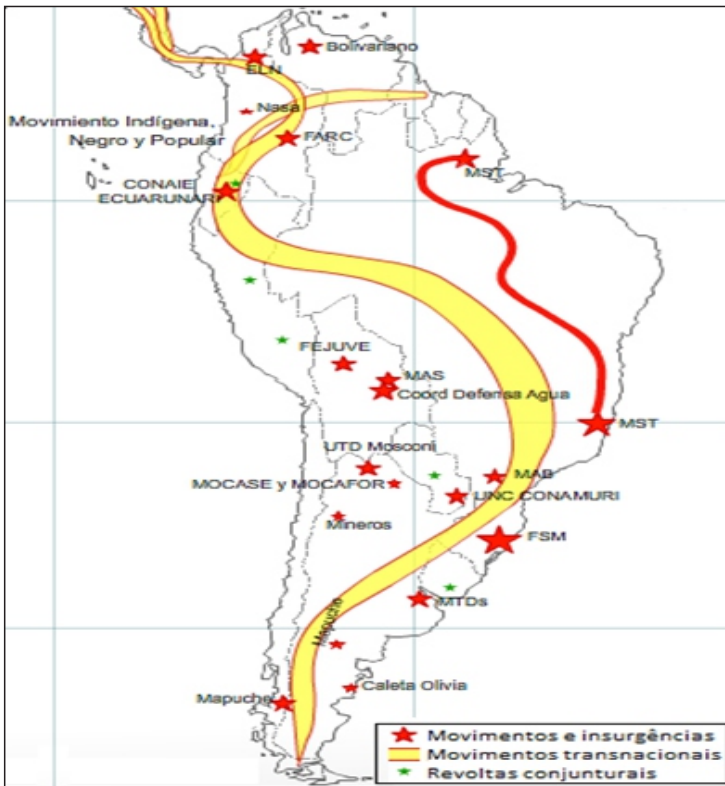 Bolivariano
ELN
Nasa
Movimiento Indígena,
Negro y Popular
FARC
MST
CONAIE
ECUARUNARI
FEJUVE
MAS
Coord Defensa Agua
MST
UTD Mosconi
MAB
MOCASE y MOCAFOR
UNC CONAMURI
Mineros
FSM
MTDs
Mapuche
Caleta Olivia
Mapuche
Movimentos e insurgências
Movimentos transnacionais
Revoltas conjunturais